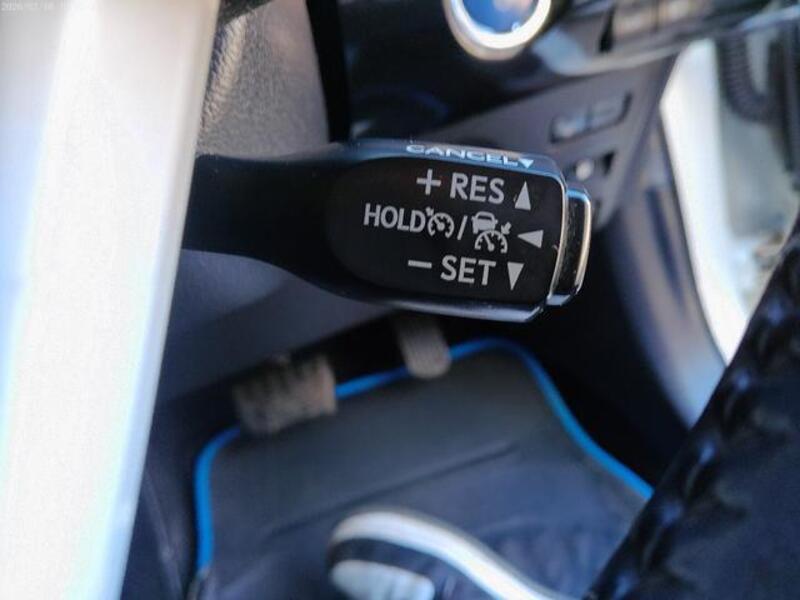 CANCEL
+ RES
HOLD /
− SET